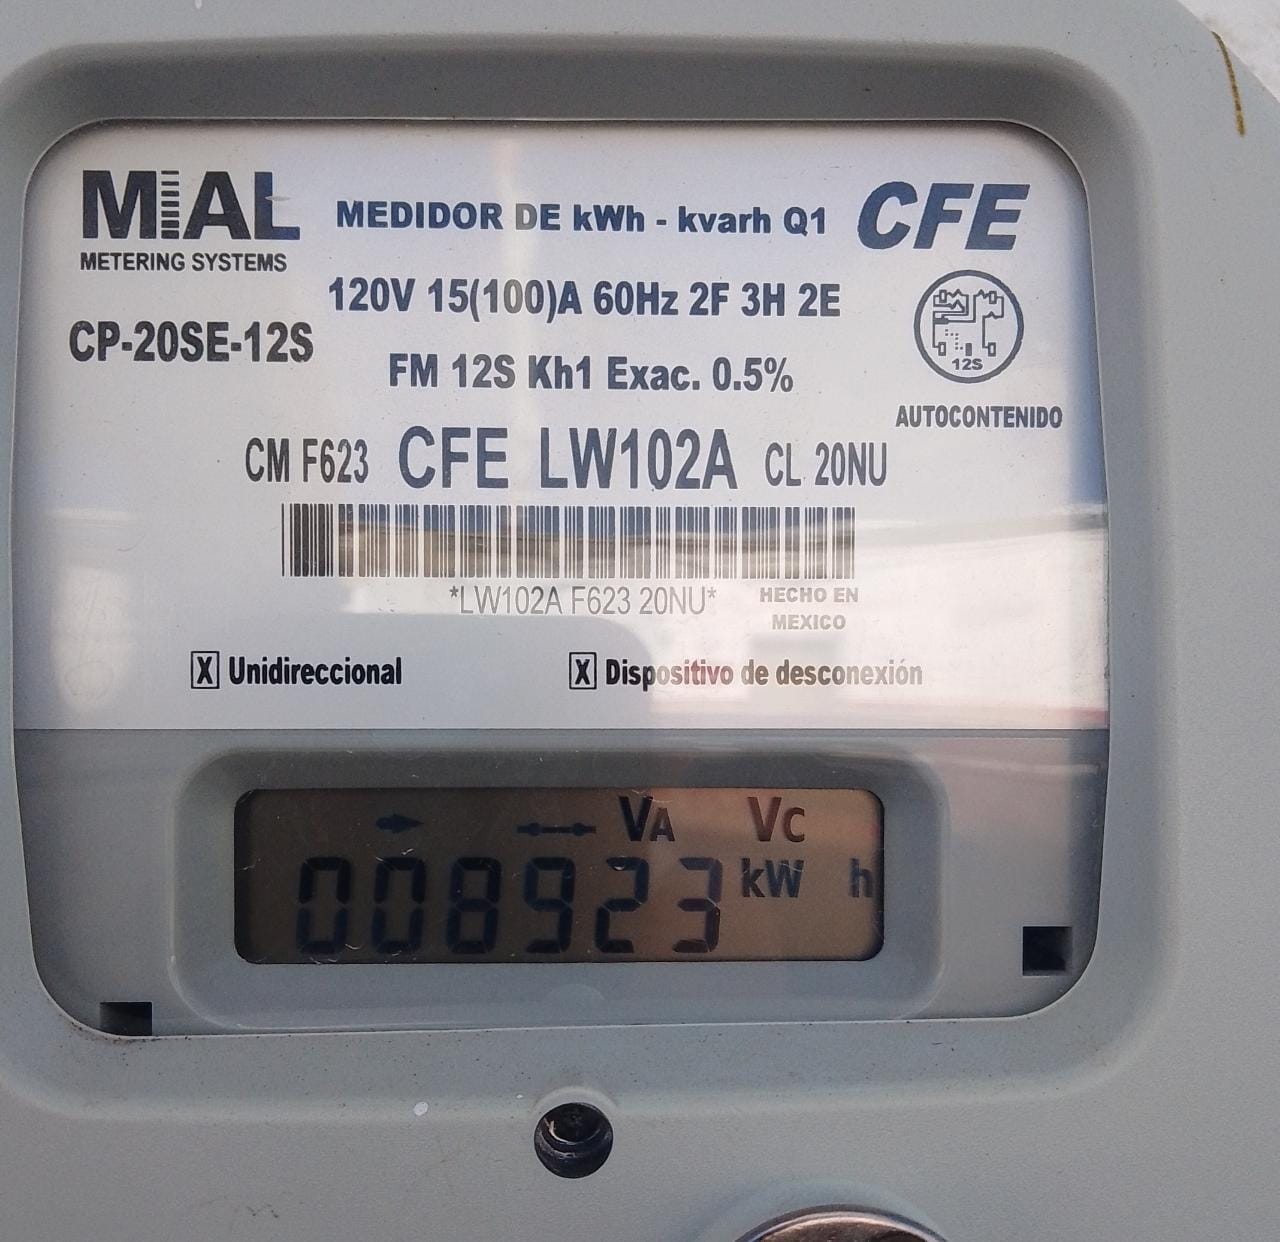 MIAL
METERING SYSTEMS
MEDIDOR DE kWh - kvarh Q1
CFE
120V 15(100)A 60Hz 2F 3H 2E
CP-20SE-12S
FM 12S Kh1 Exac. 0.5%
12S
AUTOCONTENIDO
CM F623 CFE LW102A CL 20NU
*LW102A F623 20NU*
HECHO EN
MEXICO
X Unidireccional
X Dispositivo de desconexión
VA VC
008923 kW h